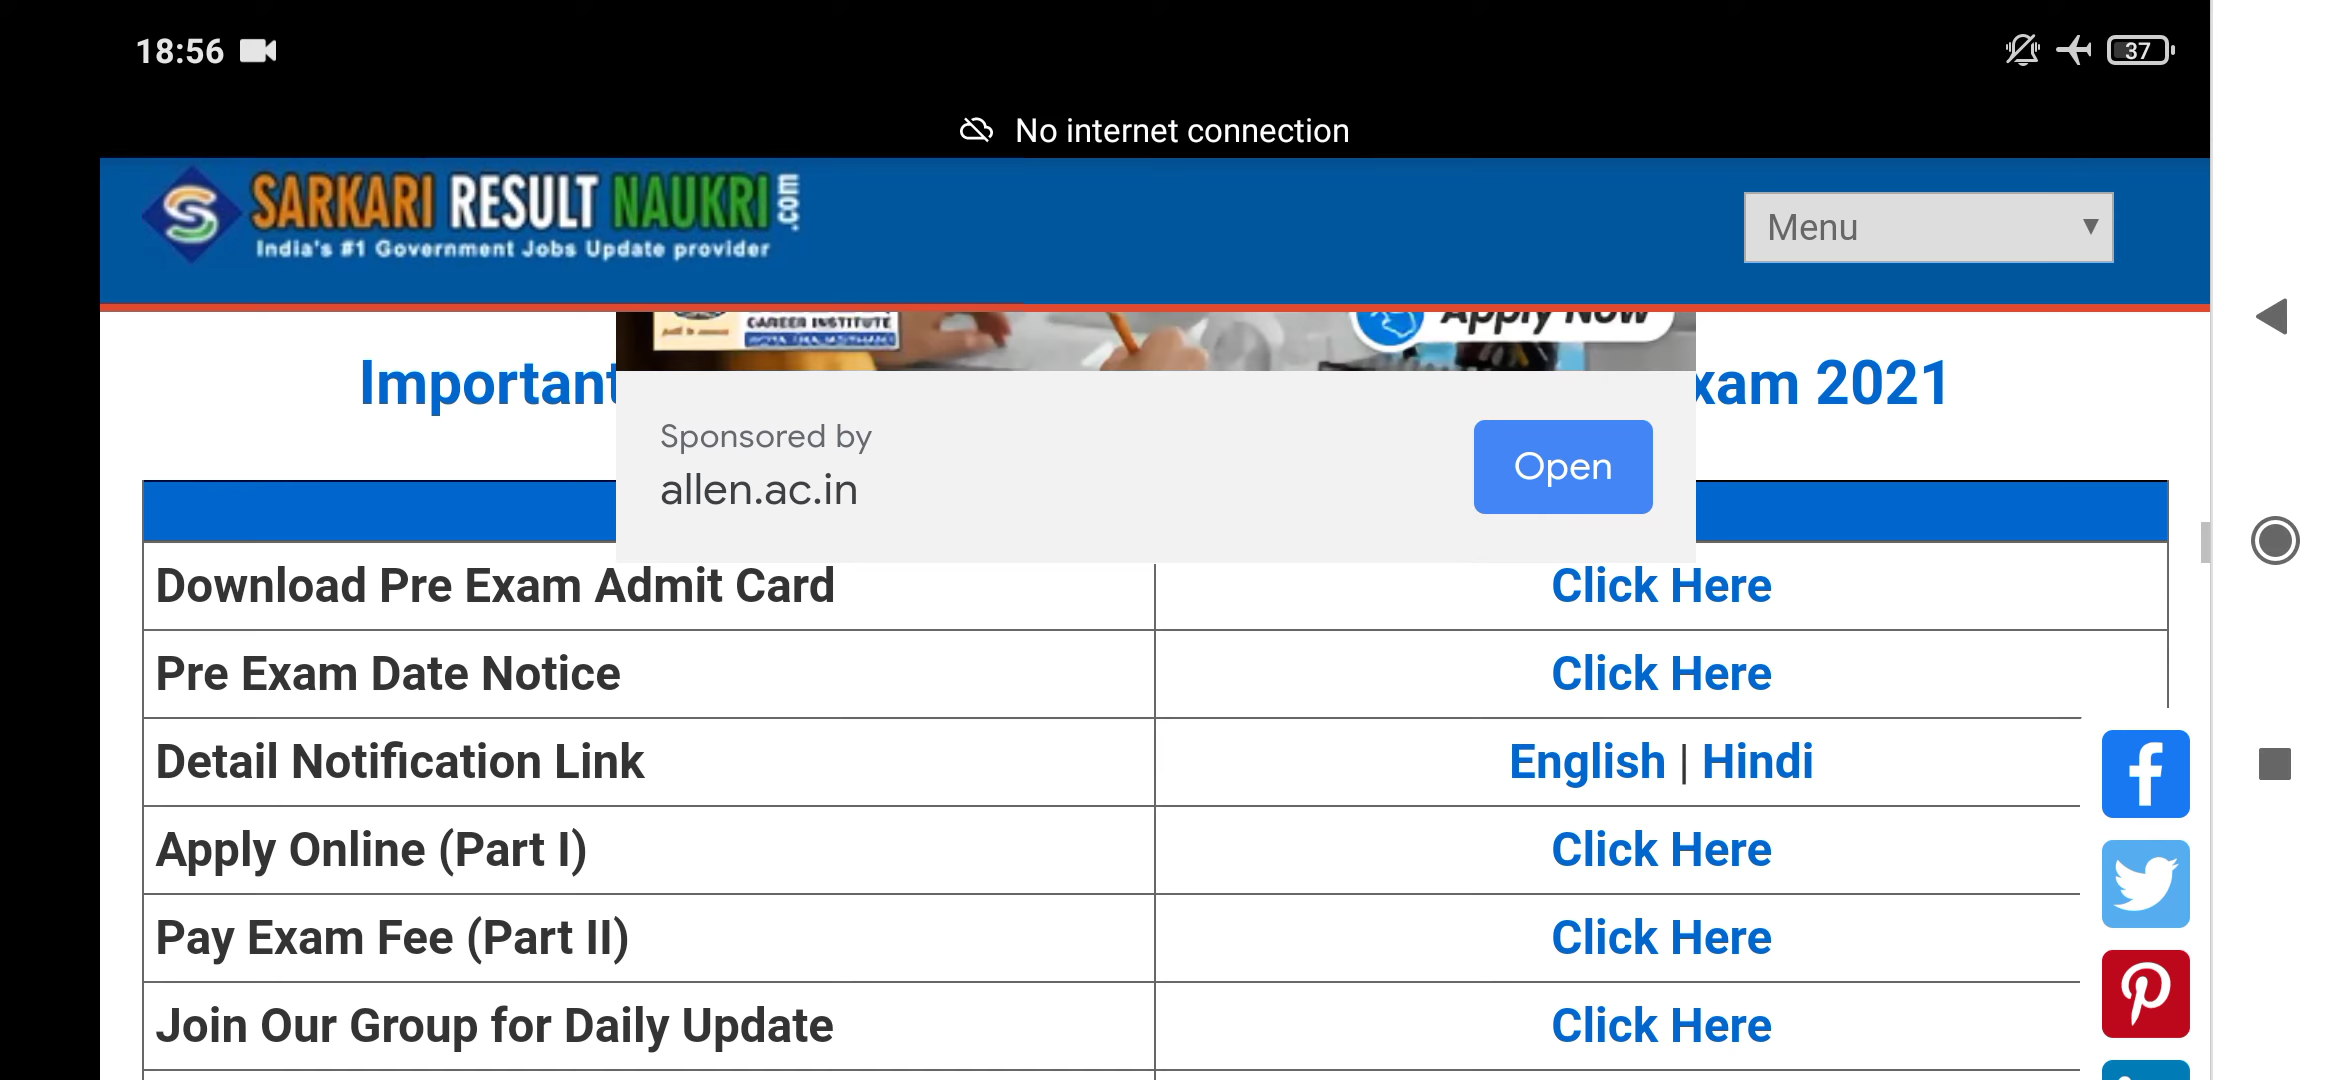 18:56
37
No internet connection
SARKARI RESULT NAUKRI .com
India's #1 Government Jobs Update provider
Menu
CAREER INSTITUTE
Apply Now
Important
xam 2021
Sponsored by
allen.ac.in
Open
Download Pre Exam Admit Card Click Here
Pre Exam Date Notice Click Here
Detail Notification Link English | Hindi
Apply Online (Part I) Click Here
Pay Exam Fee (Part II) Click Here
Join Our Group for Daily Update Click Here